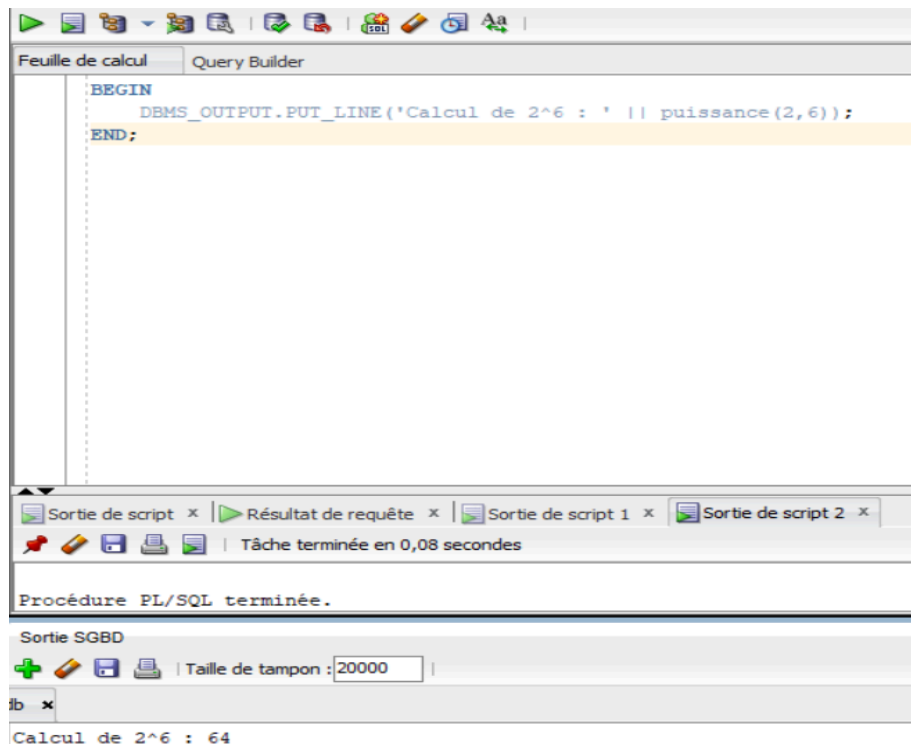 Feuille de calcul Query Builder
BEGIN
DBMS_OUTPUT.PUT_LINE('Calcul de 2^6 : ' || puissance(2,6));
END;
Sortie de script x Résultat de requête x Sortie de script 1 x Sortie de script 2 x
Tâche terminée en 0,08 secondes
Procédure PL/SQL terminée.
Sortie SGBD
Taille de tampon : 20000
db x
Calcul de 2^6 : 64